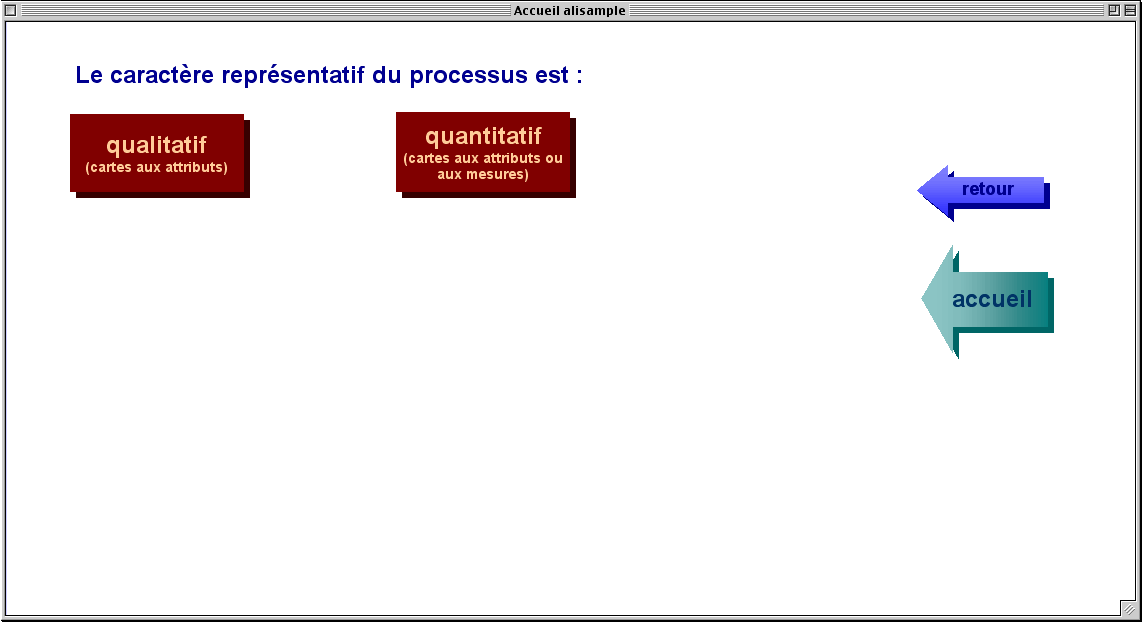 Accueil alisample
Le caractère représentatif du processus est :
qualitatif
(cartes aux attributs)
quantitatif
(cartes aux attributs ou
aux mesures)
retour
accueil